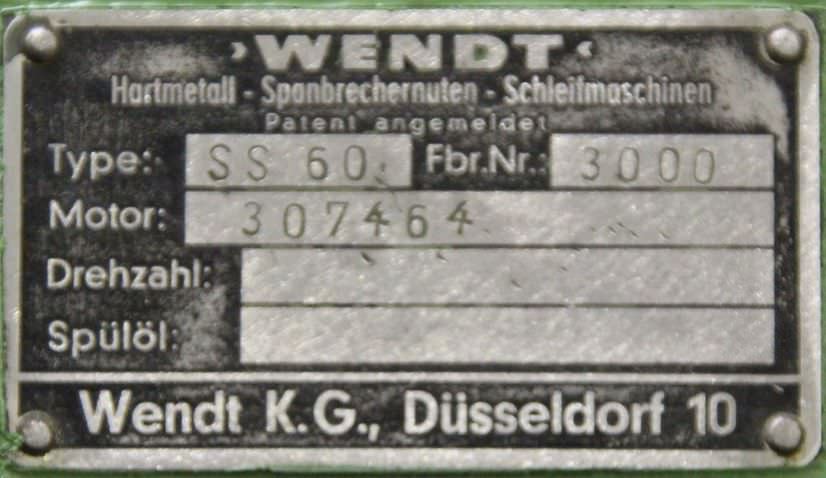 ›WENDT‹
Hartmetall - Spanbrechernuten - Schleifmaschinen
Patent angemeldet
Type: SS 60 Fbr.Nr.: 3000
Motor: 307464
Drehzahl:
Spülöl:
Wendt K.G., Düsseldorf 10